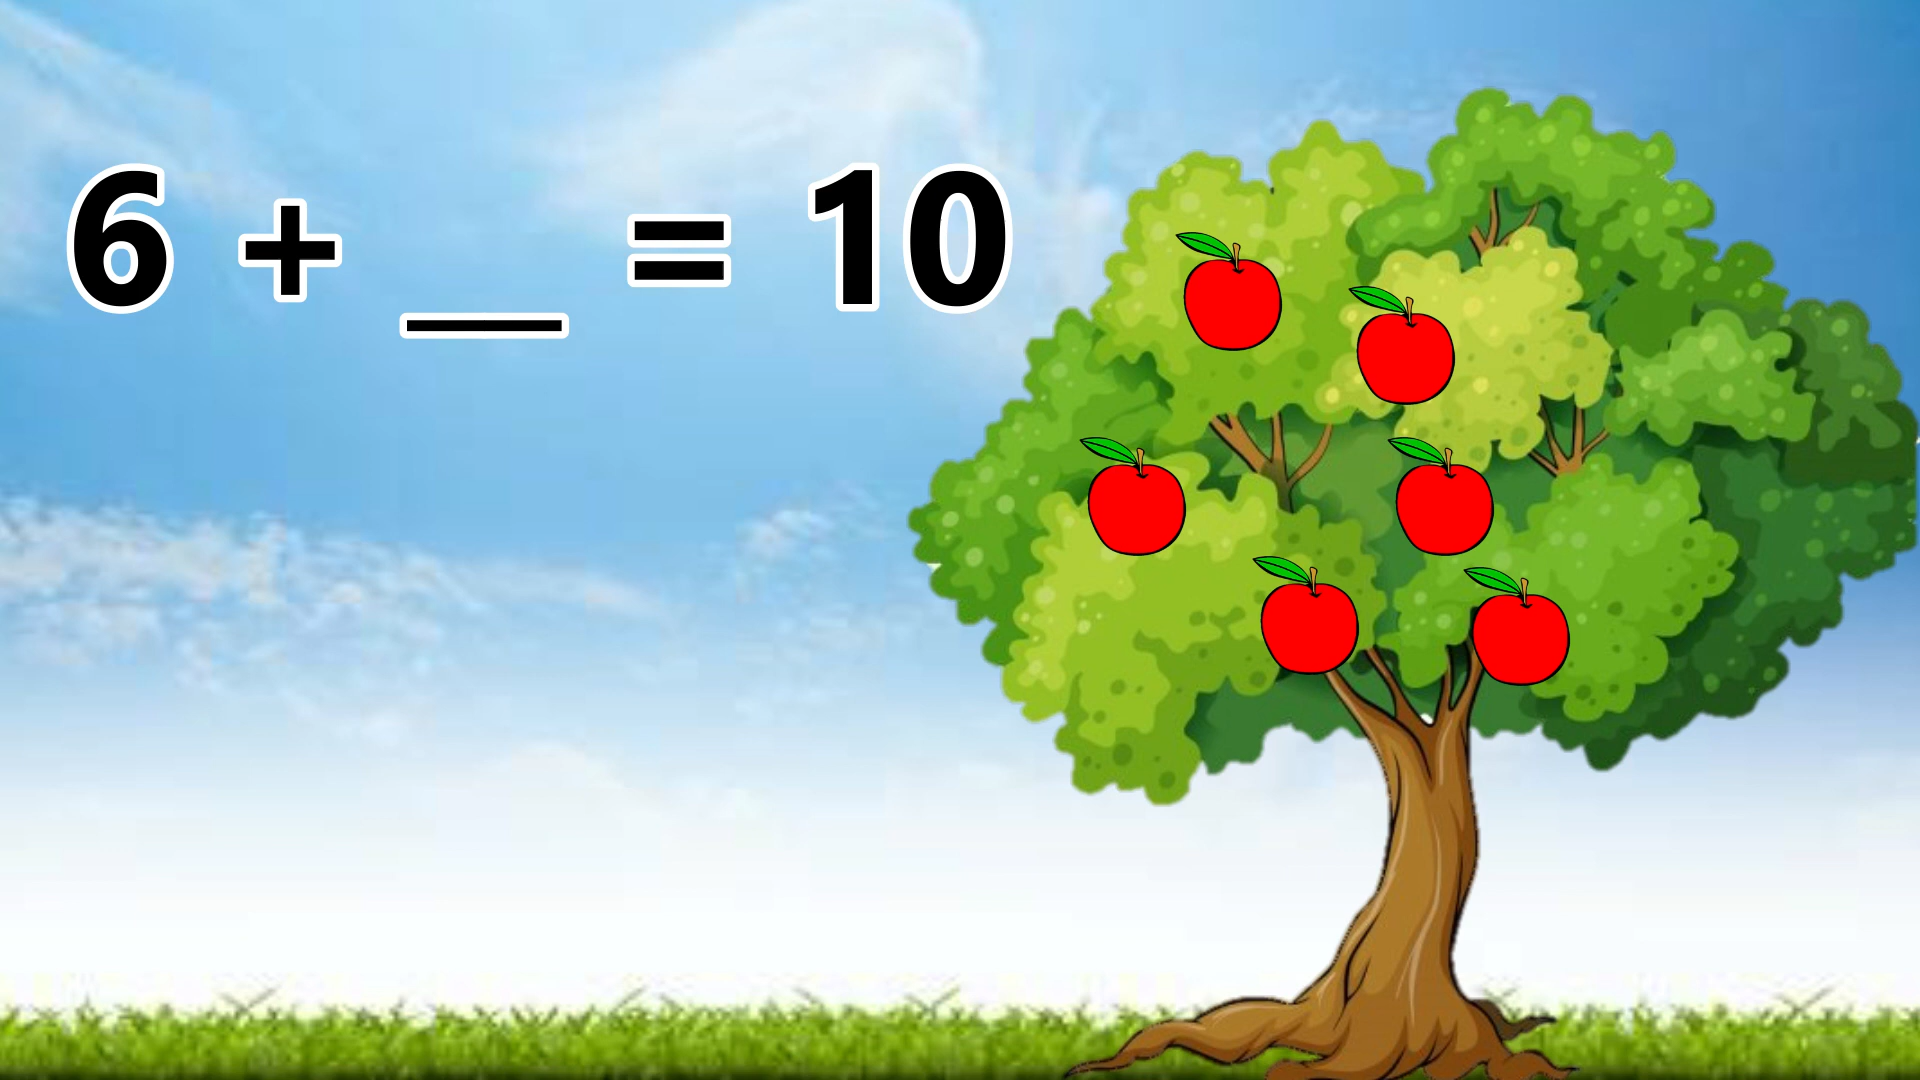 6 + __ = 10